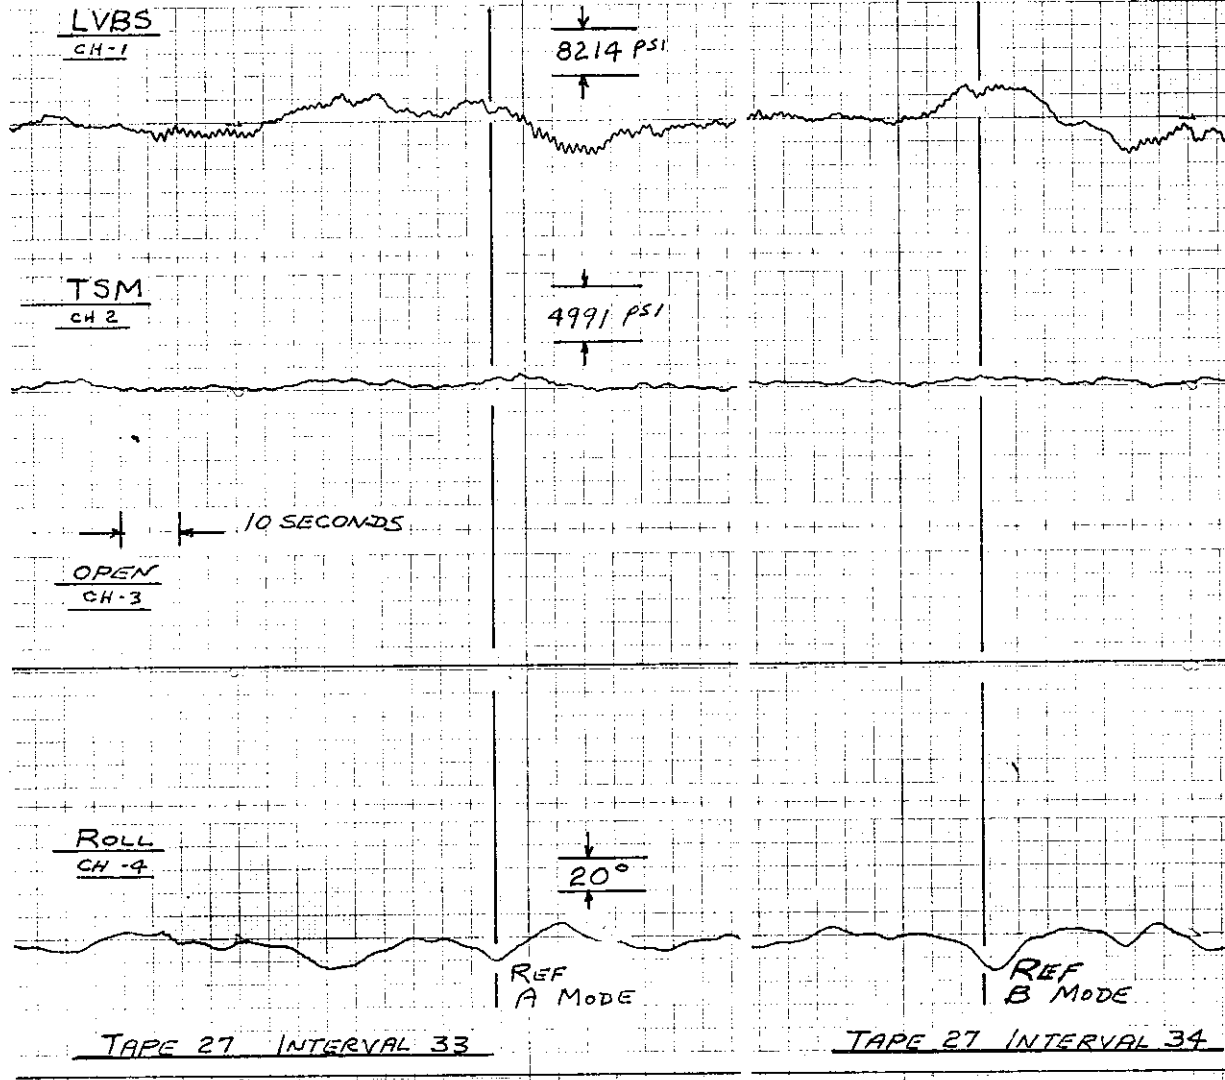 LVBS
CH-1
8214 PSI
TSM
CH 2
4991 PSI
10 SECONDS
OPEN
CH-3
ROLL
CH-4
20°
REF
A MODE
REF
B MODE
TAPE 27 INTERVAL 33
TAPE 27 INTERVAL 34